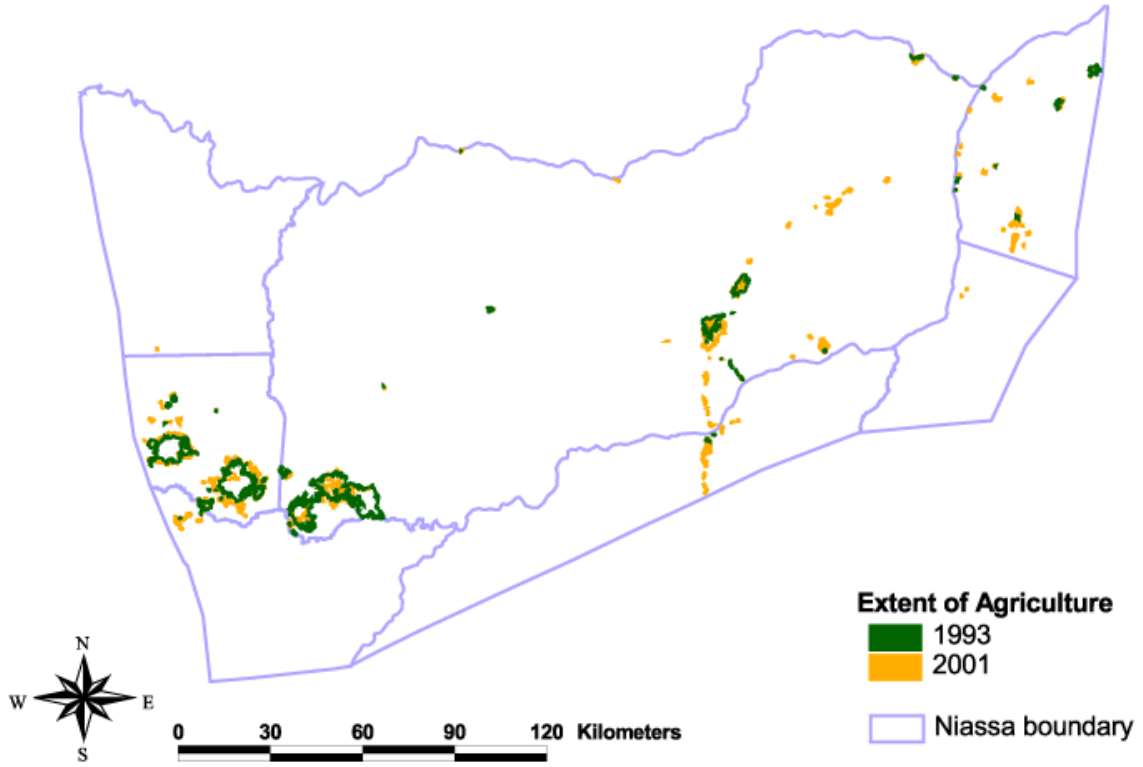 Extent of Agriculture
1993
2001
Niassa boundary
N
W E
S
0 30 60 90 120 Kilometers